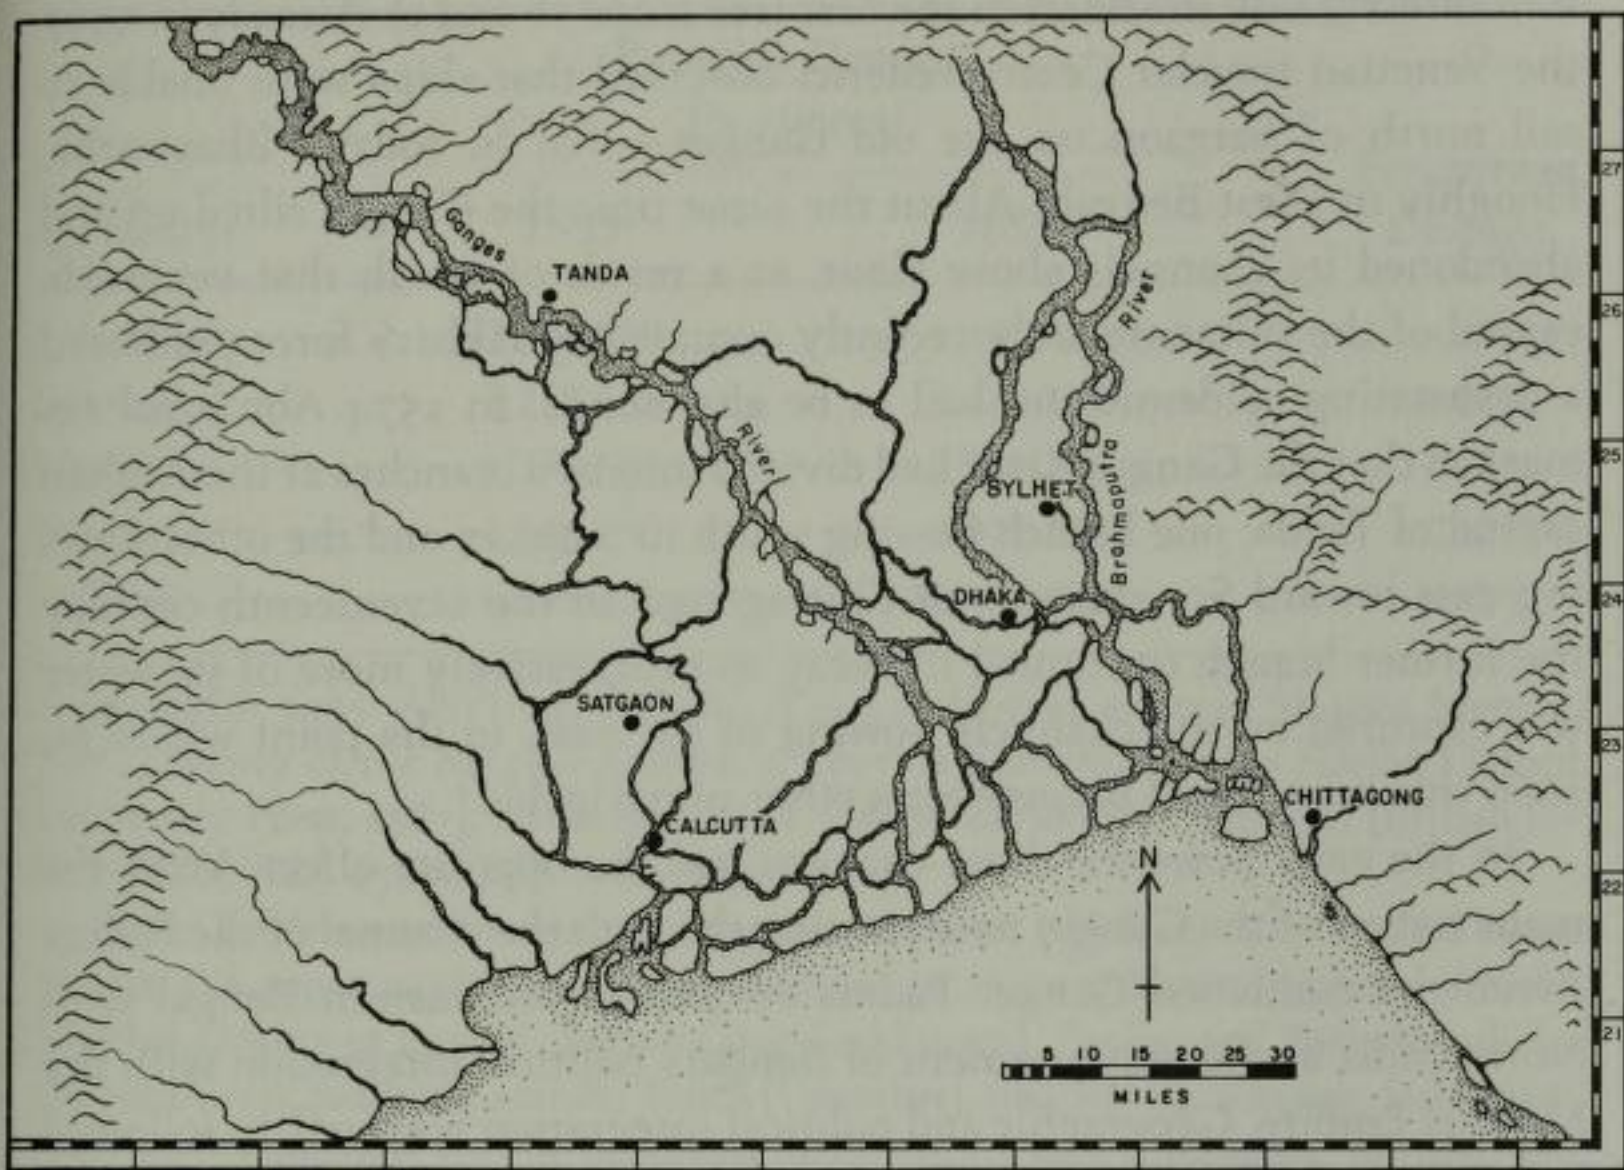 27
Ganges
TANDA
26
River
River
25
SYLHET
Brahmaputra
24
DHAKA
SATGAON
23
CHITTAGONG
CALCUTTA
N
22
21
5 10 15 20 25 30
MILES